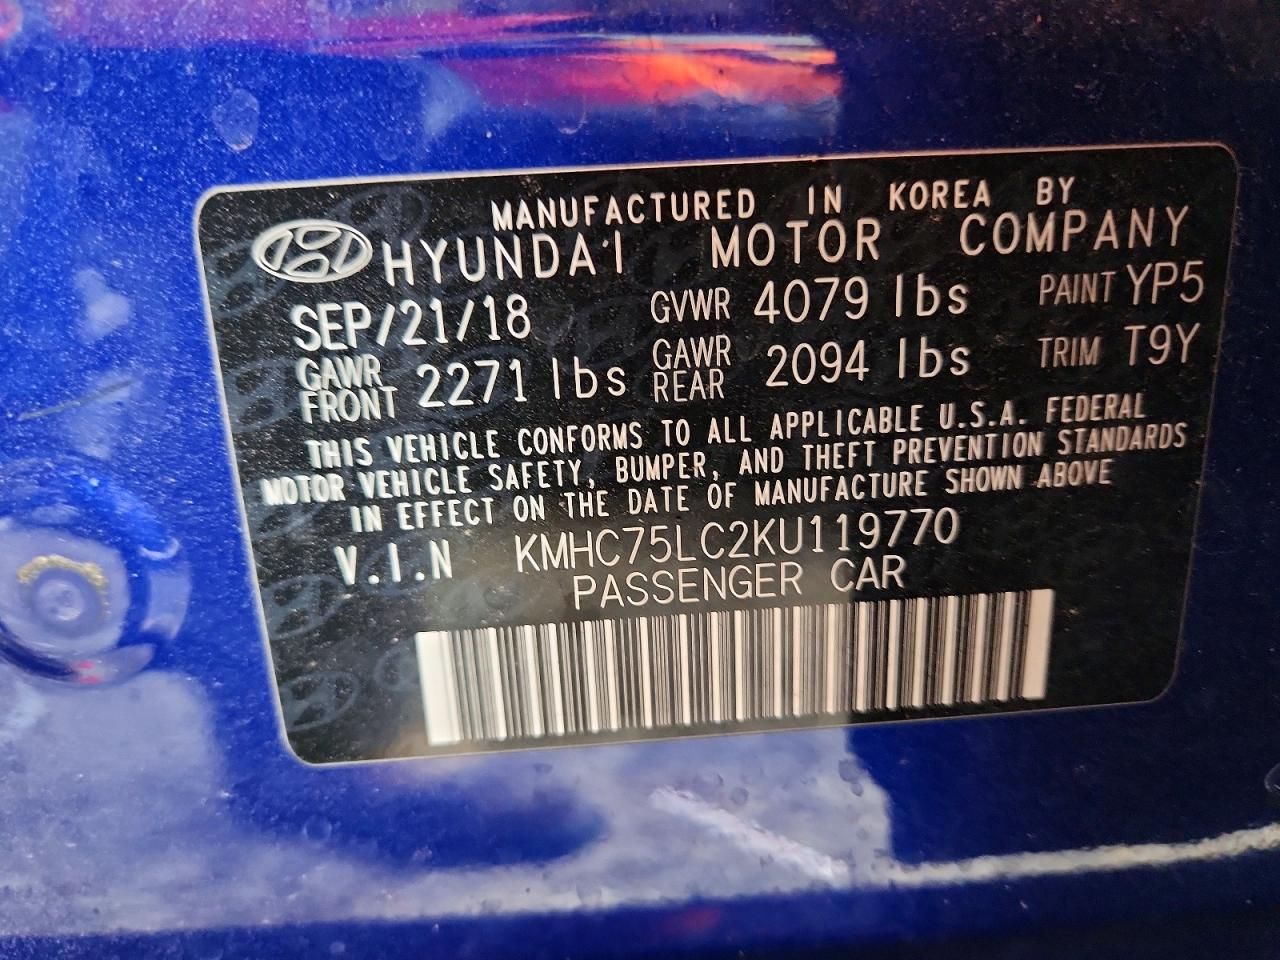 MANUFACTURED IN KOREA BY
HYUNDAI MOTOR COMPANY
SEP/21/18 GVWR 4079 lbs PAINT YP5
GAWR FRONT 2271 lbs GAWR REAR 2094 lbs TRIM T9Y
THIS VEHICLE CONFORMS TO ALL APPLICABLE U.S.A. FEDERAL
MOTOR VEHICLE SAFETY, BUMPER, AND THEFT PREVENTION STANDARDS
IN EFFECT ON THE DATE OF MANUFACTURE SHOWN ABOVE
V.I.N KMHC75LC2KU119770
PASSENGER CAR